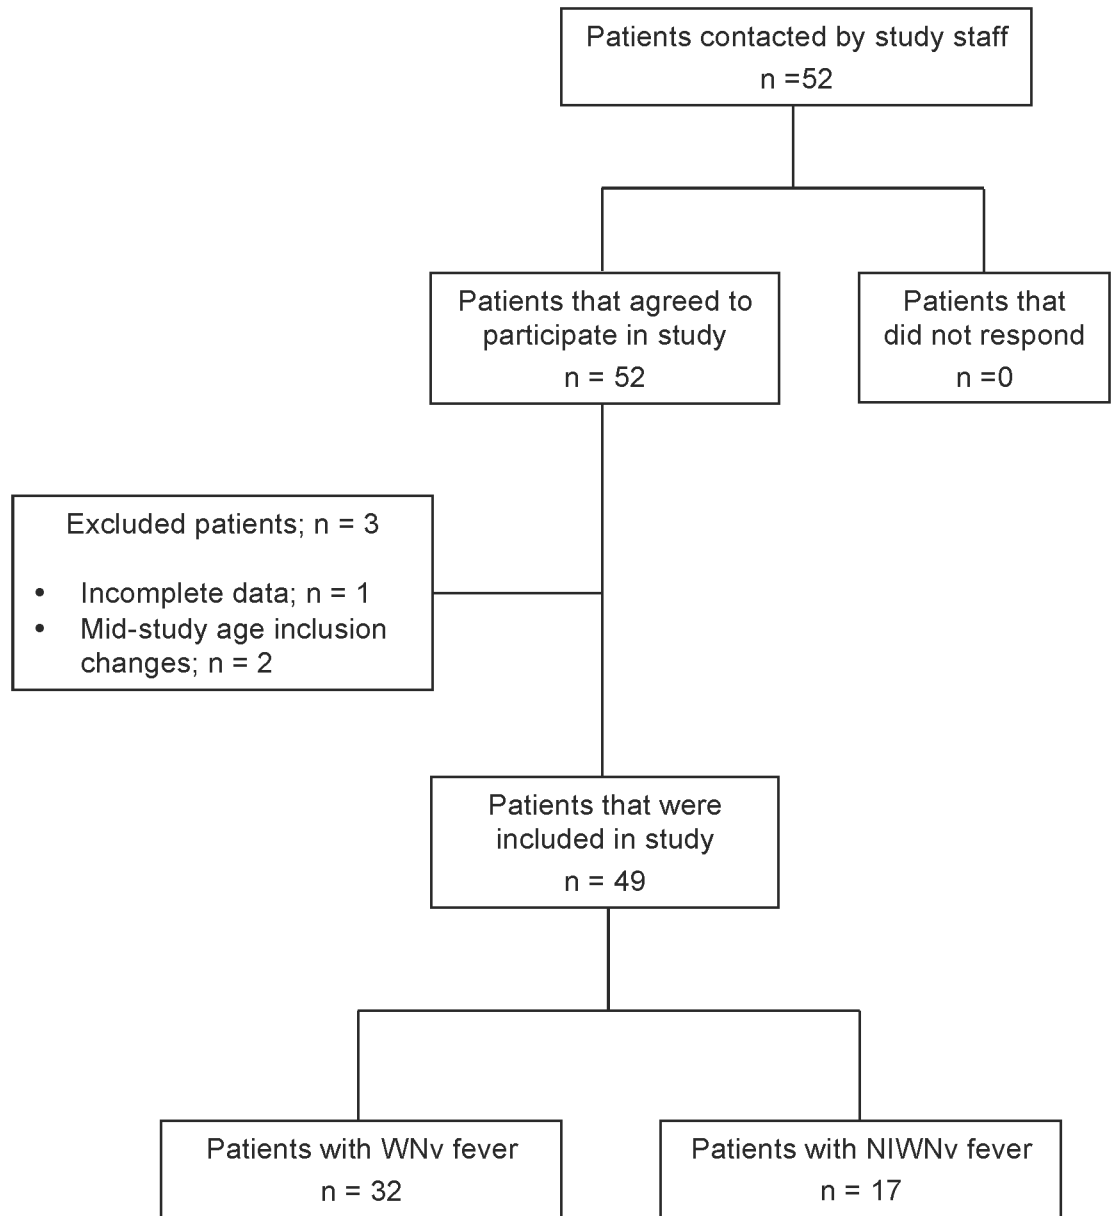 Patients contacted by study staff
n =52
Patients that agreed to
participate in study
n = 52
Patients that
did not respond
n =0
Excluded patients; n = 3
• Incomplete data; n = 1
• Mid-study age inclusion
changes; n = 2
Patients that were
included in study
n = 49
Patients with WNv fever
n = 32
Patients with NIWNv fever
n = 17